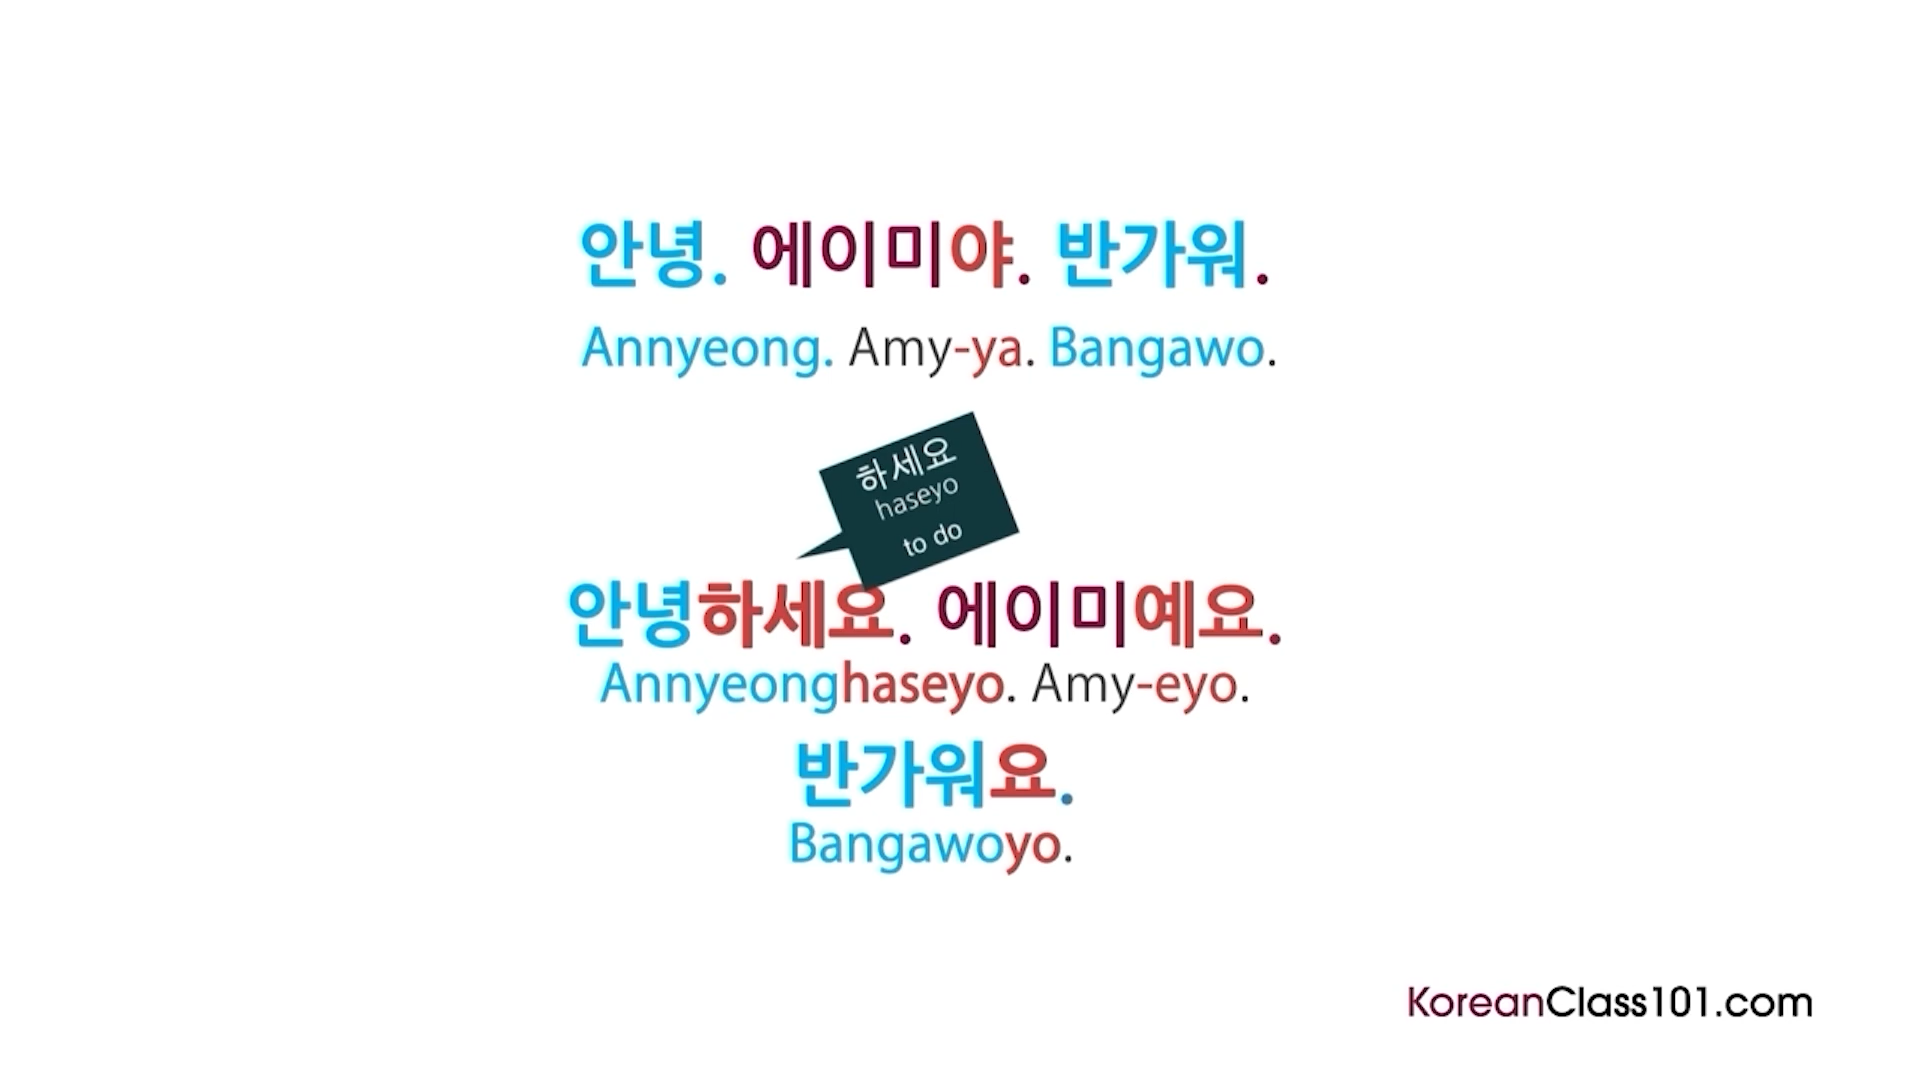 안녕. 에이미야. 반가워.
Annyeong. Amy-ya. Bangawo.
하세요
haseyo
to do
안녕하세요. 에이미예요.
Annyeonghaseyo. Amy-eyo.
반가워요.
Bangawoyo.
KoreanClass101.com